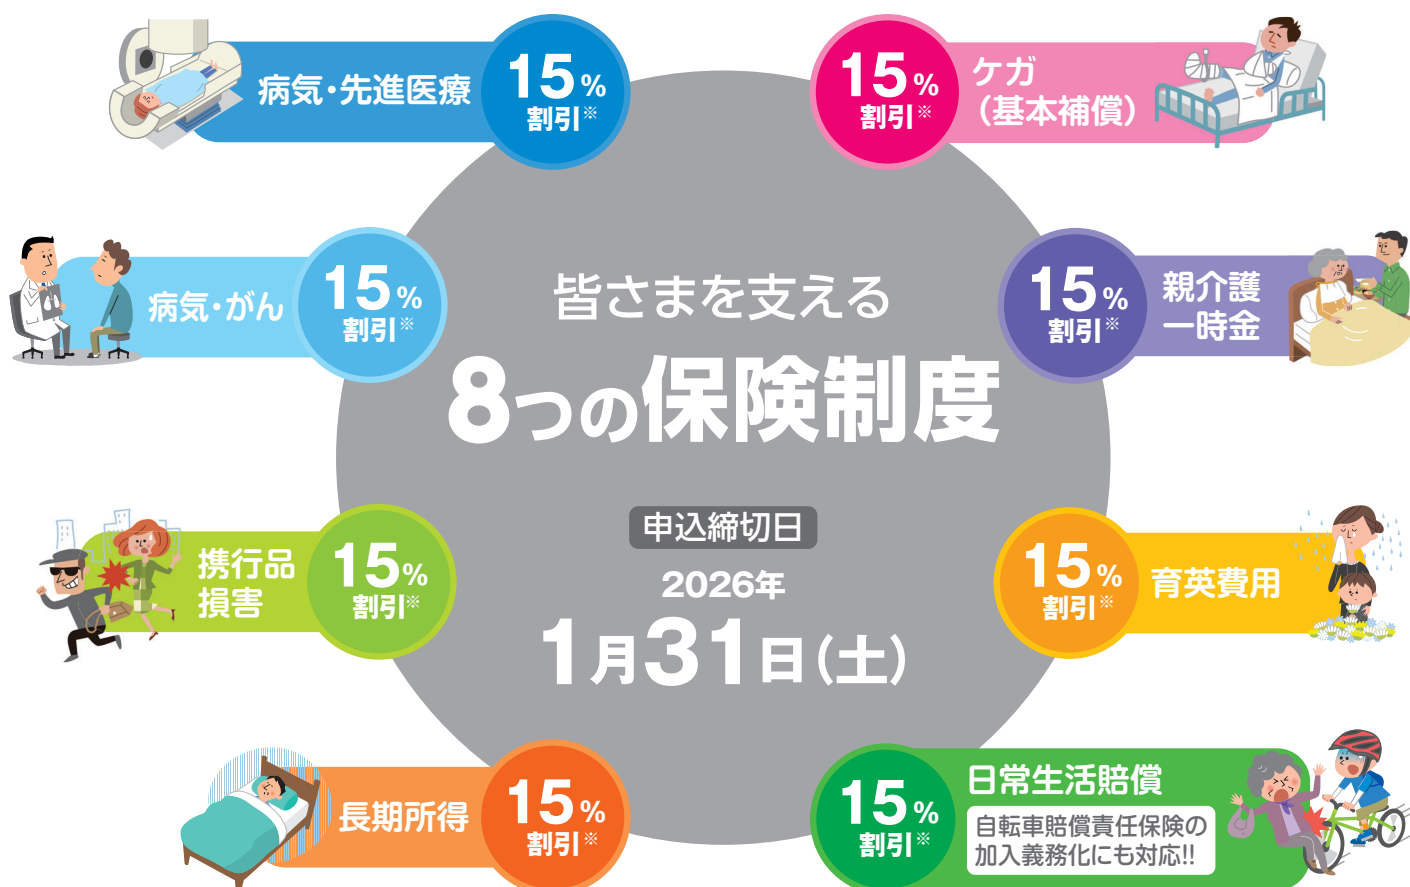 病気・先進医療
15%
割引※
ケガ
（基本補償）
15%
割引※
病気・がん
15%
割引※
親介護
一時金
15%
割引※
皆さまを支える
8つの保険制度
申込締切日
2026年
1月31日（土）
携行品
損害
15%
割引※
育英費用
15%
割引※
長期所得
15%
割引※
日常生活賠償
自転車賠償責任保険の
加入義務化にも対応!!
15%
割引※